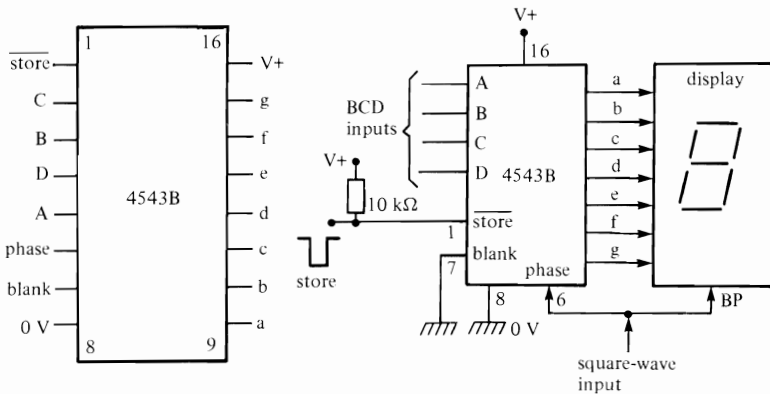 1 16
store V+
C g
B f
D e
4543B
A d
phase c
blank b
0 V a
8 9
V+
16
BCD
inputs
A
B
C
D
4543B
V+
10 kΩ
1
store
store
7
blank
phase
8
0 V
6
a
b
c
d
e
f
g
display
BP
square-wave
input